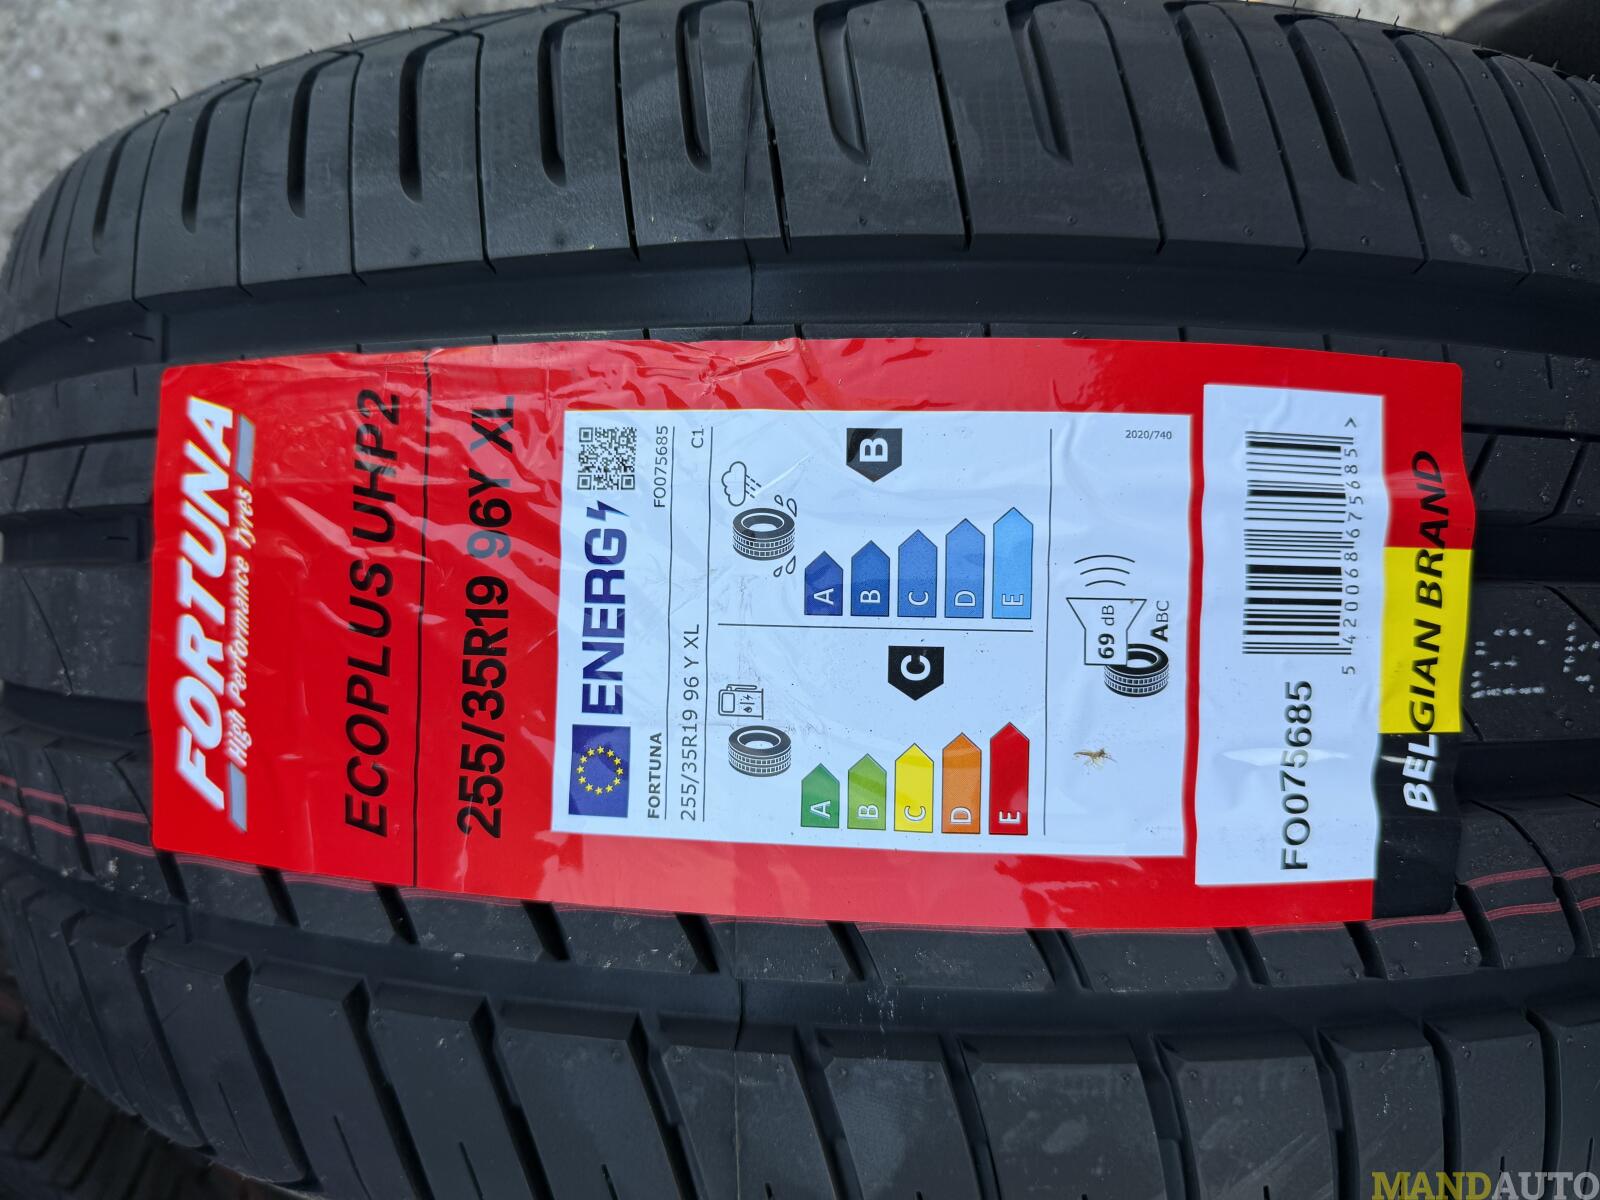 FORTUNA
High Performance Tyres
ECOPLUS UHP2
255/35R19 96Y XL
ENERG
FORTUNA
FO075685
255/35R19 96 Y XL
C1
A
B
C
D
E
C
A
B
C
D
E
B
69 dB
ABC
2020/740
FO075685
5 420068 675685 >
BELGIAN BRAND
MANDAUTO